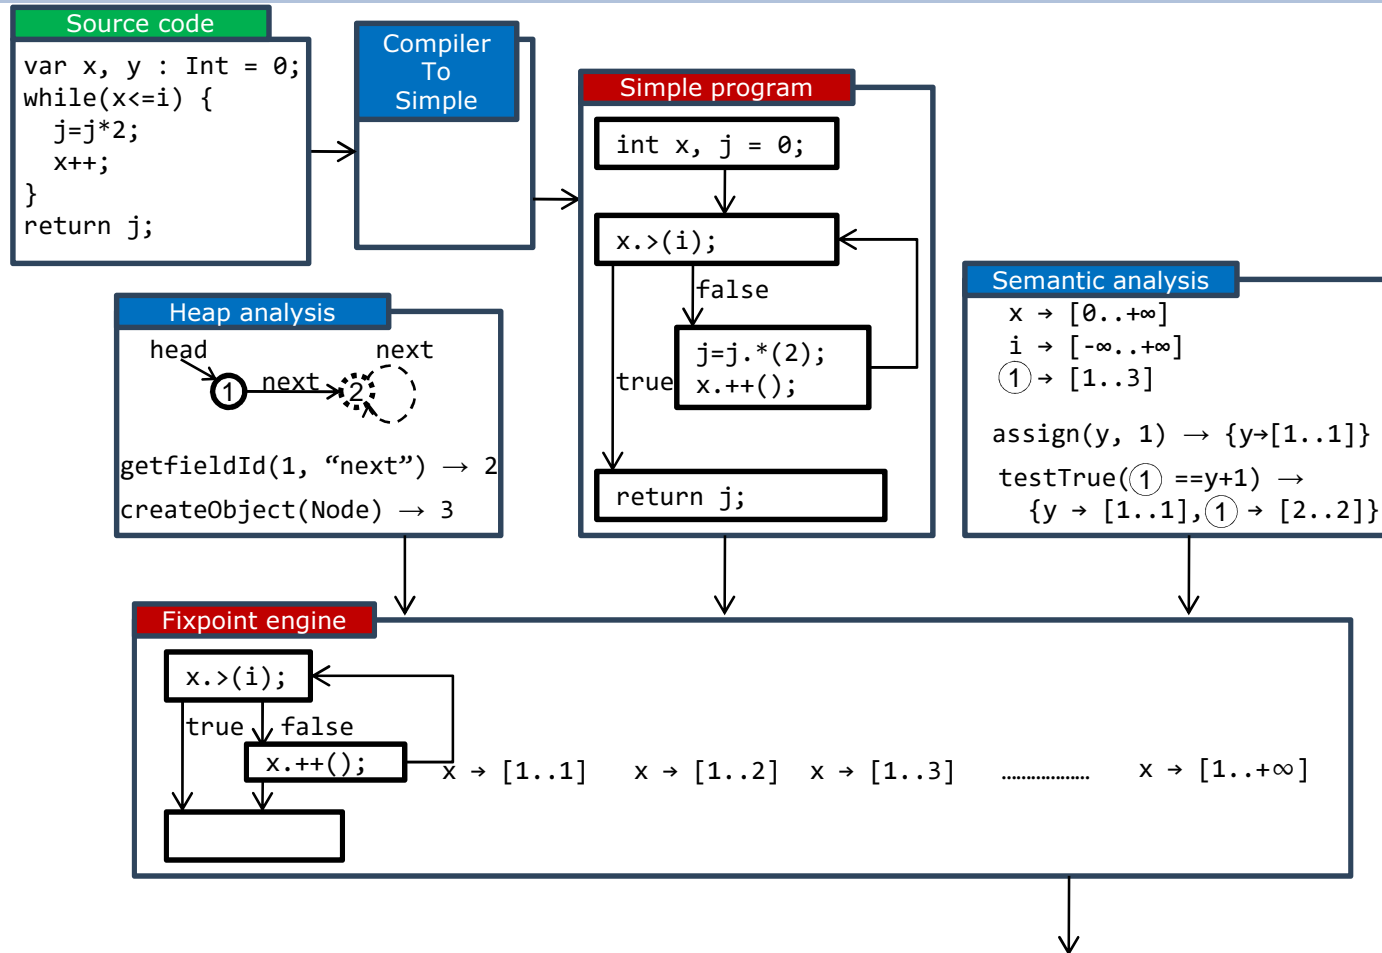 Source code
var x, y : Int = 0;
while(x<=i) {
j=j*2;
x++;
}
return j;
Compiler
To
Simple
Simple program
int x, j = 0;
x.>(i);
false
j=j.*(2);
x.++();
true
return j;
Heap analysis
head
next
1
next
2
getfieldId(1, “next”) → 2
createObject(Node) → 3
Semantic analysis
x → [0..+∞]
i → [-∞..+∞]
1 → [1..3]
assign(y, 1) → {y→[1..1]}
testTrue(1 ==y+1) →
{y → [1..1],1 → [2..2]}
Fixpoint engine
x.>(i);
true
false
x.++();
x → [1..1]
x → [1..2]
x → [1..3]
..................
x → [1..+∞]